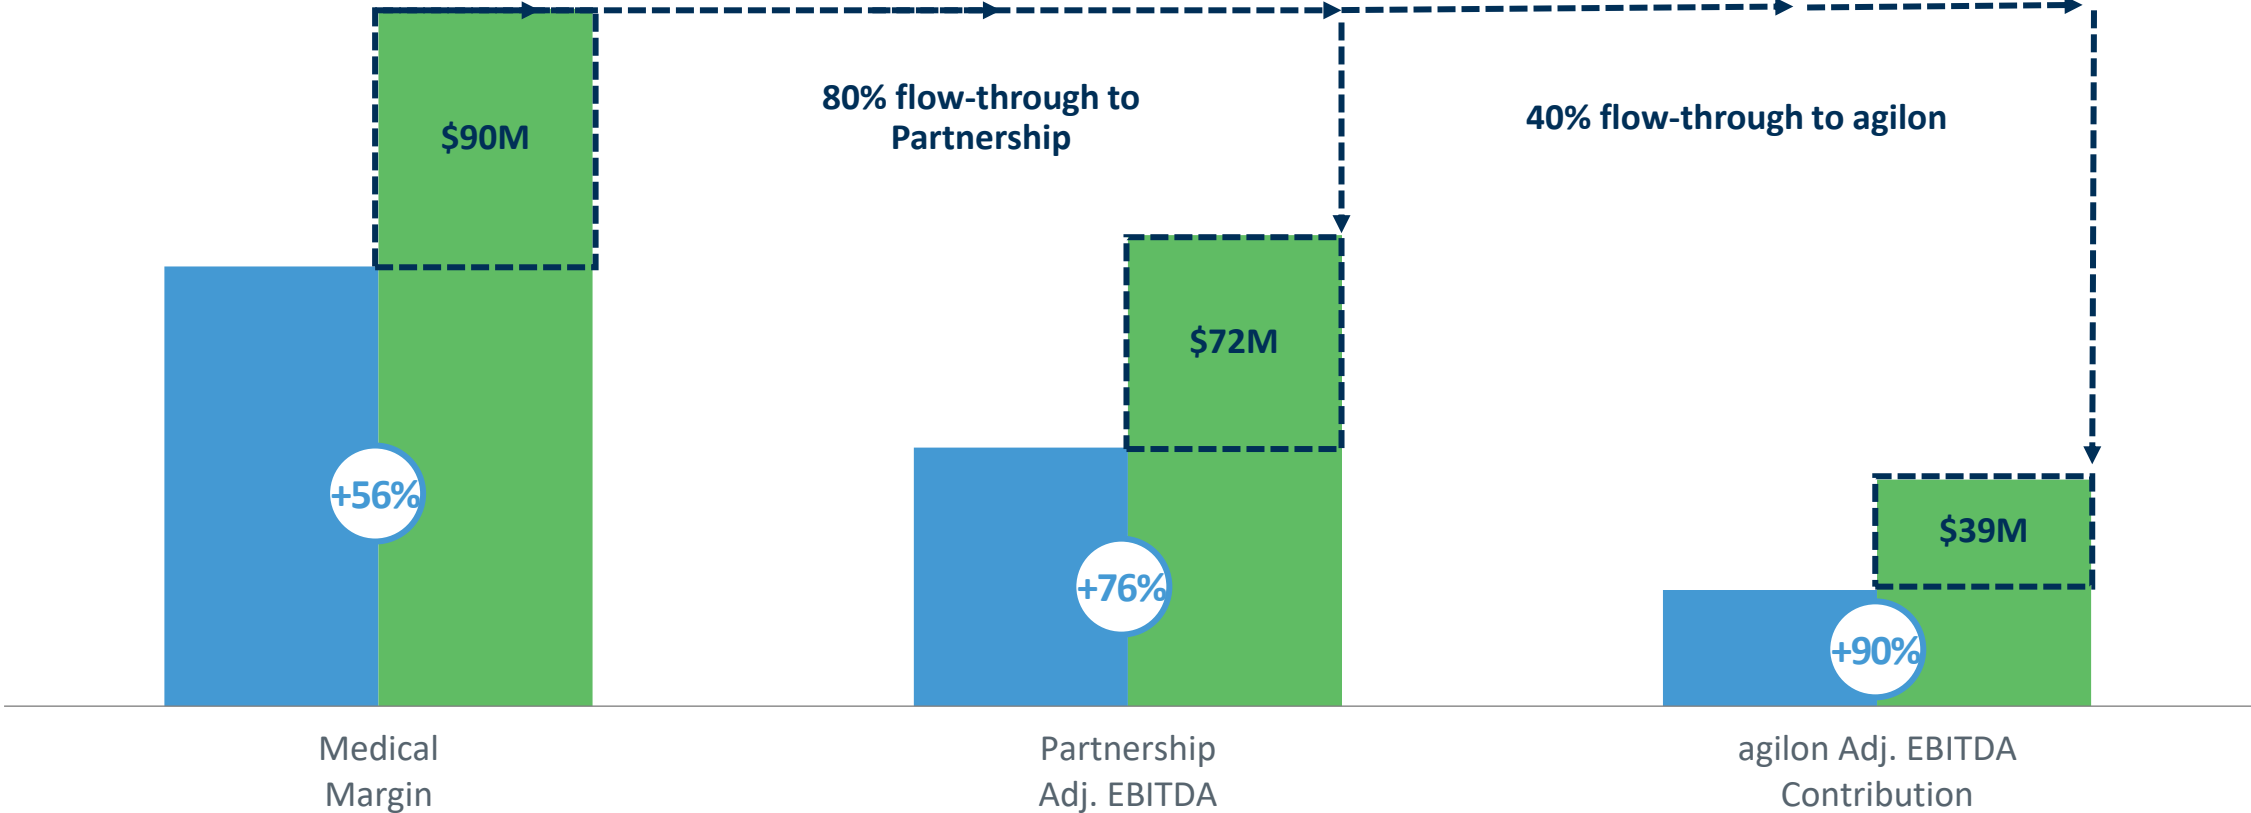 $90M
80% flow-through to
Partnership
40% flow-through to agilon
$72M
$39M
+56%
+76%
+90%
Medical
Margin
Partnership
Adj. EBITDA
agilon Adj. EBITDA
Contribution